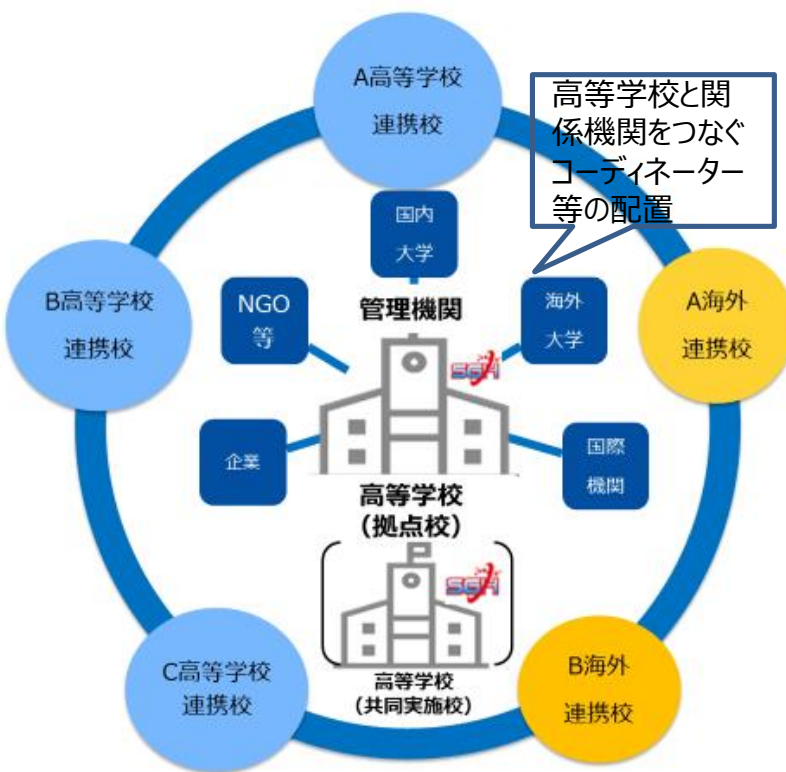 A高等学校
連携校
高等学校と関
係機関をつなぐ
コーディネーター
等の配置
国内
大学
B高等学校
連携校
NGO
等
管理機関
海外
大学
A海外
連携校
SGH
企業
国際
機関
高等学校
(拠点校)
SGH
C高等学校
連携校
高等学校
(共同実施校)
B海外
連携校